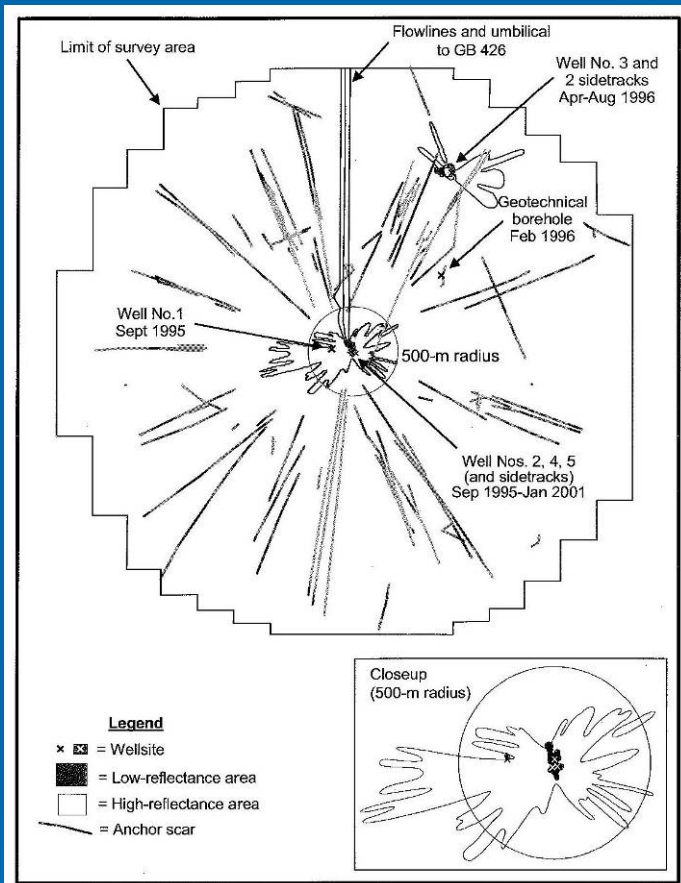 Limit of survey area
Flowlines and umbilical
to GB 426
Well No. 3 and
2 sidetracks
Apr-Aug 1996
Geotechnical
borehole
Feb 1996
Well No.1
Sept 1995
500-m radius
Well Nos. 2, 4, 5
(and sidetracks)
Sep 1995-Jan 2001
Closeup
(500-m radius)
Legend
= Wellsite
= Low-reflectance area
= High-reflectance area
= Anchor scar